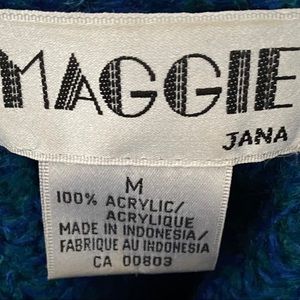 MAGGIE
JANA
M
100% ACRYLIC/
ACRYLIQUE
MADE IN INDONESIA/
FABRIQUE AU INDONESIA
CA 00803